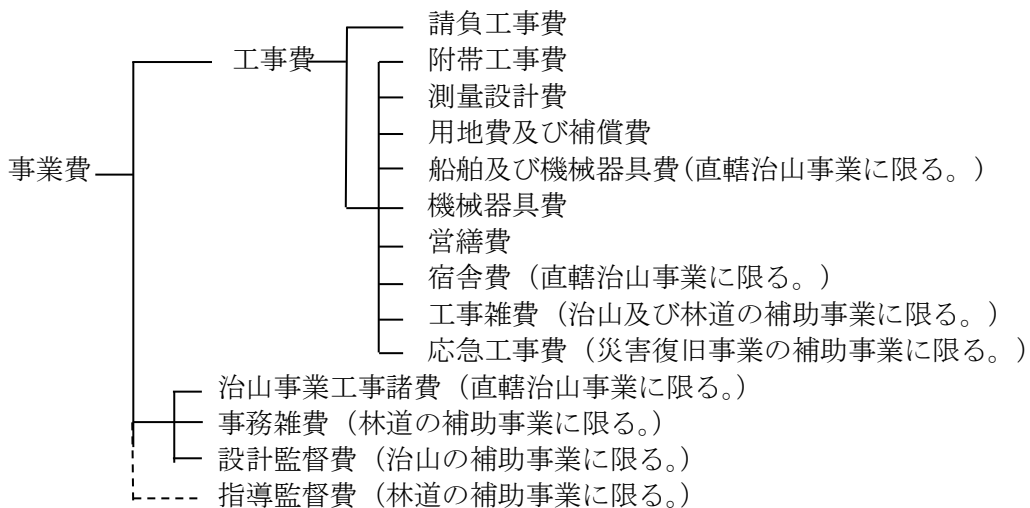 請負工事費
工事費
附帯工事費
測量設計費
用地費及び補償費
事業費
船舶及び機械器具費(直轄治山事業に限る。)
機械器具費
営繕費
宿舎費（直轄治山事業に限る。）
工事雑費（治山及び林道の補助事業に限る。）
応急工事費（災害復旧事業の補助事業に限る。）
治山事業工事諸費（直轄治山事業に限る。）
事務雑費（林道の補助事業に限る。）
設計監督費（治山の補助事業に限る。）
指導監督費（林道の補助事業に限る。）